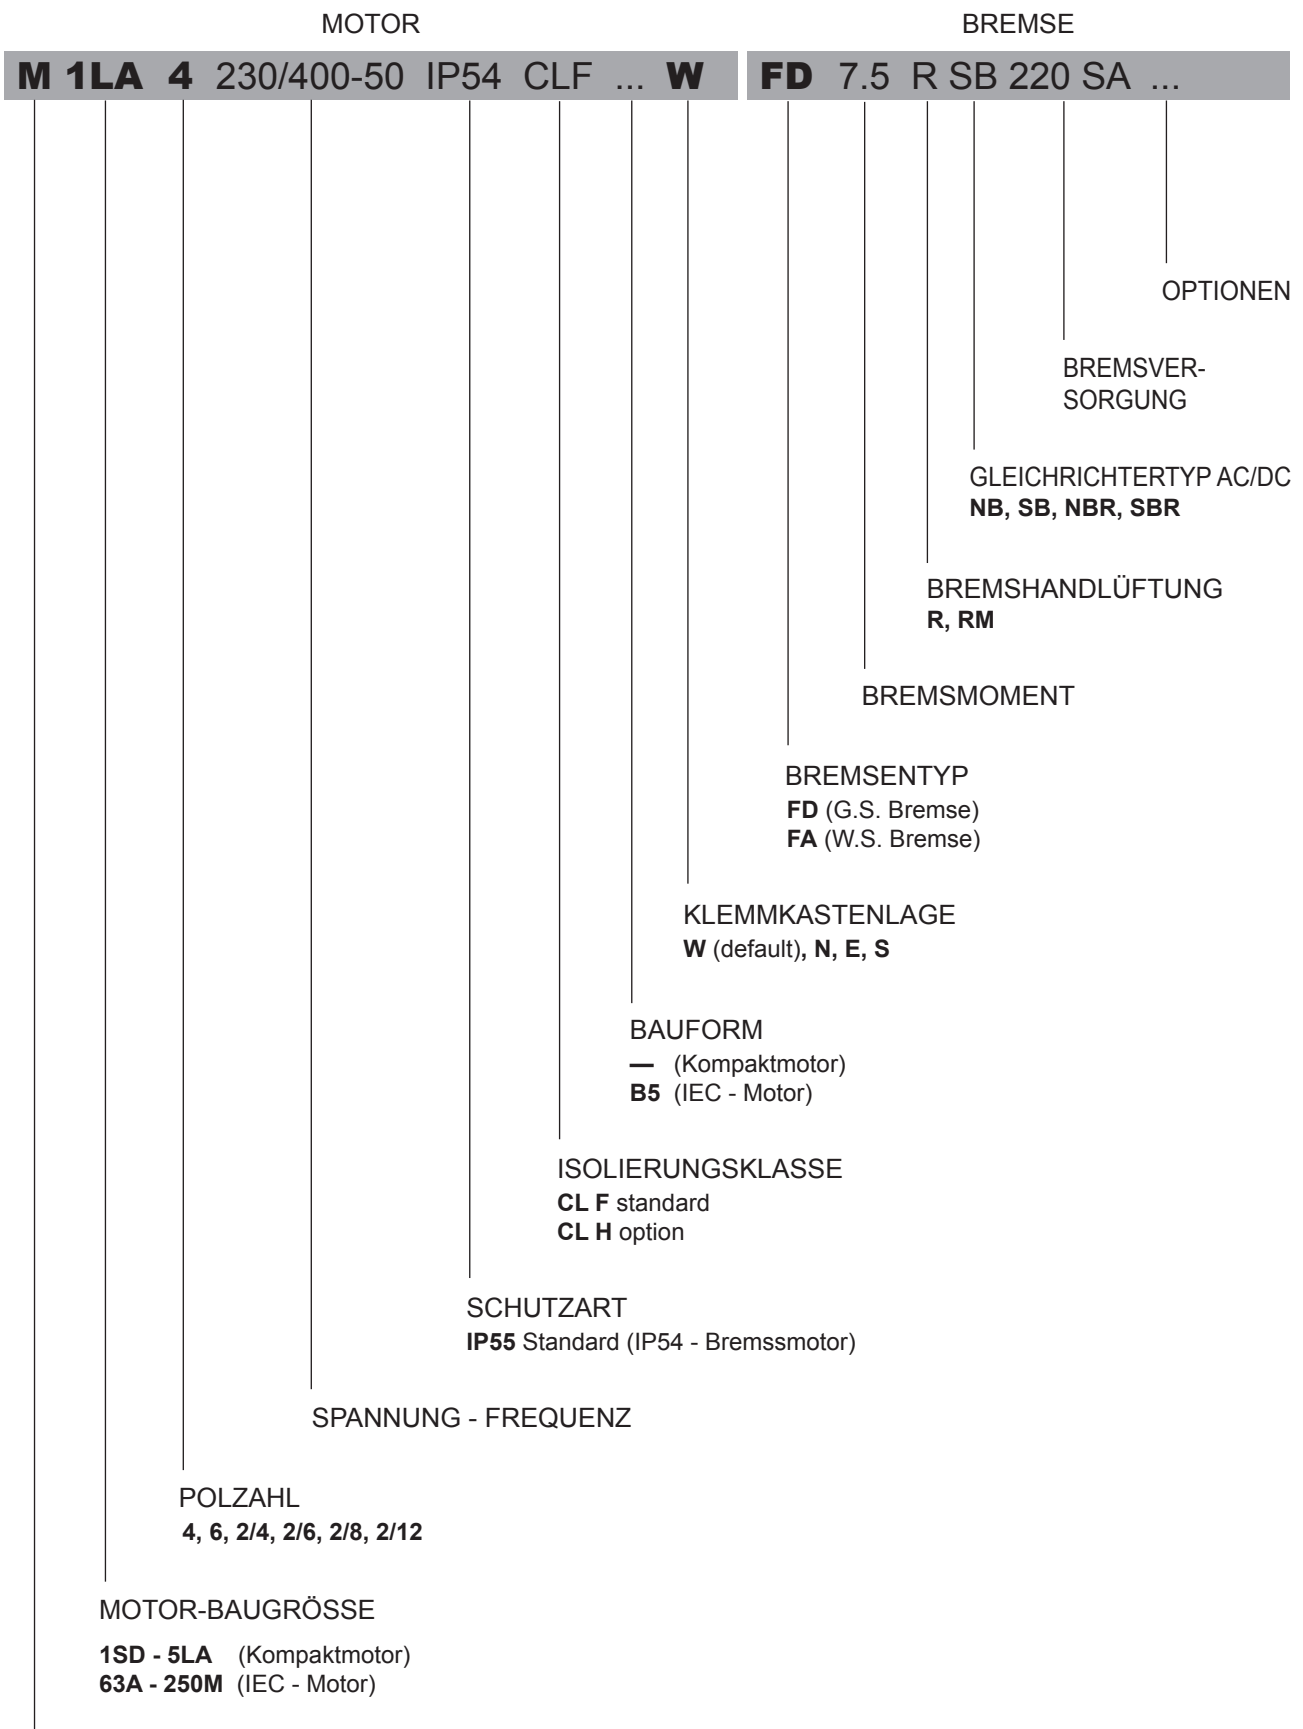 MOTOR
BREMSE
M 1LA 4 230/400-50 IP54 CLF ... W FD 7.5 R SB 220 SA ...
OPTIONEN
BREMSVER-
SORGUNG
GLEICHRICHTERTYP AC/DC
NB, SB, NBR, SBR
BREMSHANDLÜFTUNG
R, RM
BREMSMOMENT
BREMSENTYP
FD (G.S. Bremse)
FA (W.S. Bremse)
KLEMMKASTENLAGE
W (default), N, E, S
BAUFORM
— (Kompaktmotor)
B5 (IEC - Motor)
ISOLIERUNGSKLASSE
CL F standard
CL H option
SCHUTZART
IP55 Standard (IP54 - Bremssmotor)
SPANNUNG - FREQUENZ
POLZAHL
4, 6, 2/4, 2/6, 2/8, 2/12
MOTOR-BAUGRÖSSE
1SD - 5LA (Kompaktmotor)
63A - 250M (IEC - Motor)